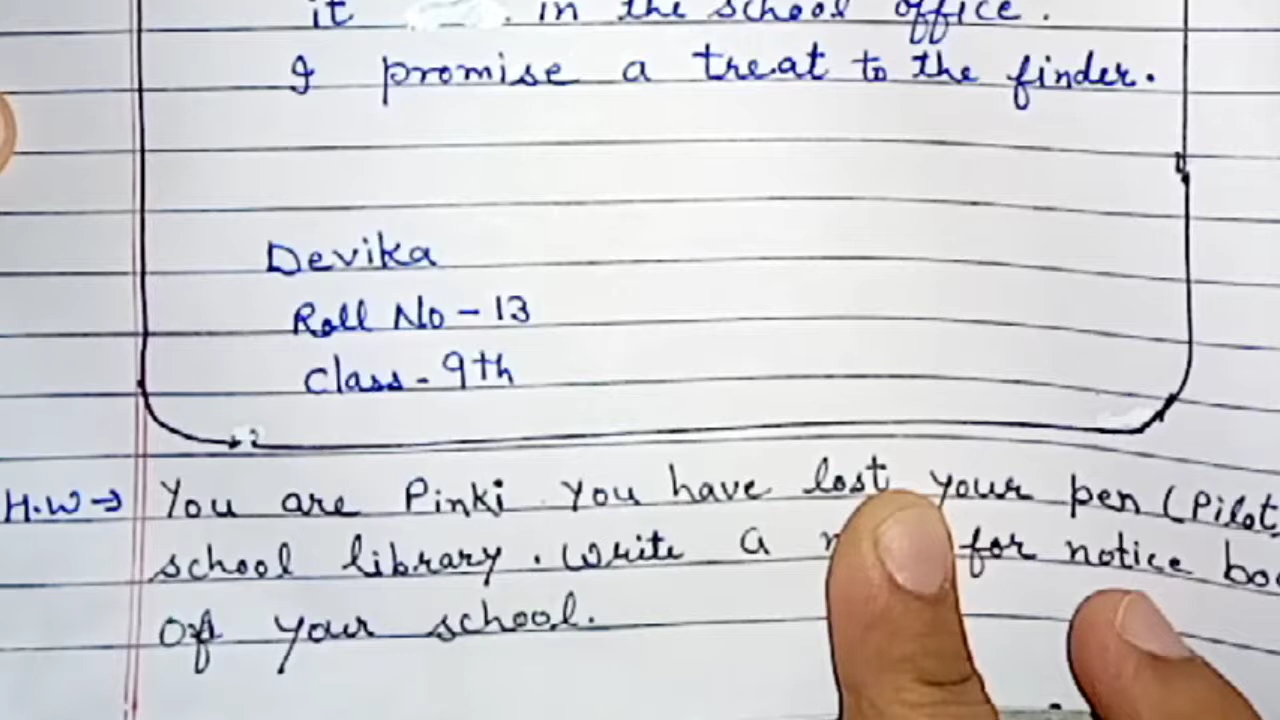 it in the school office.
I promise a treat to the finder.
Devika
Roll No - 13
Class - 9th
H.W→ You are Pinki You have lost your pen (Pilot
school library. Write a for notice
of your school.